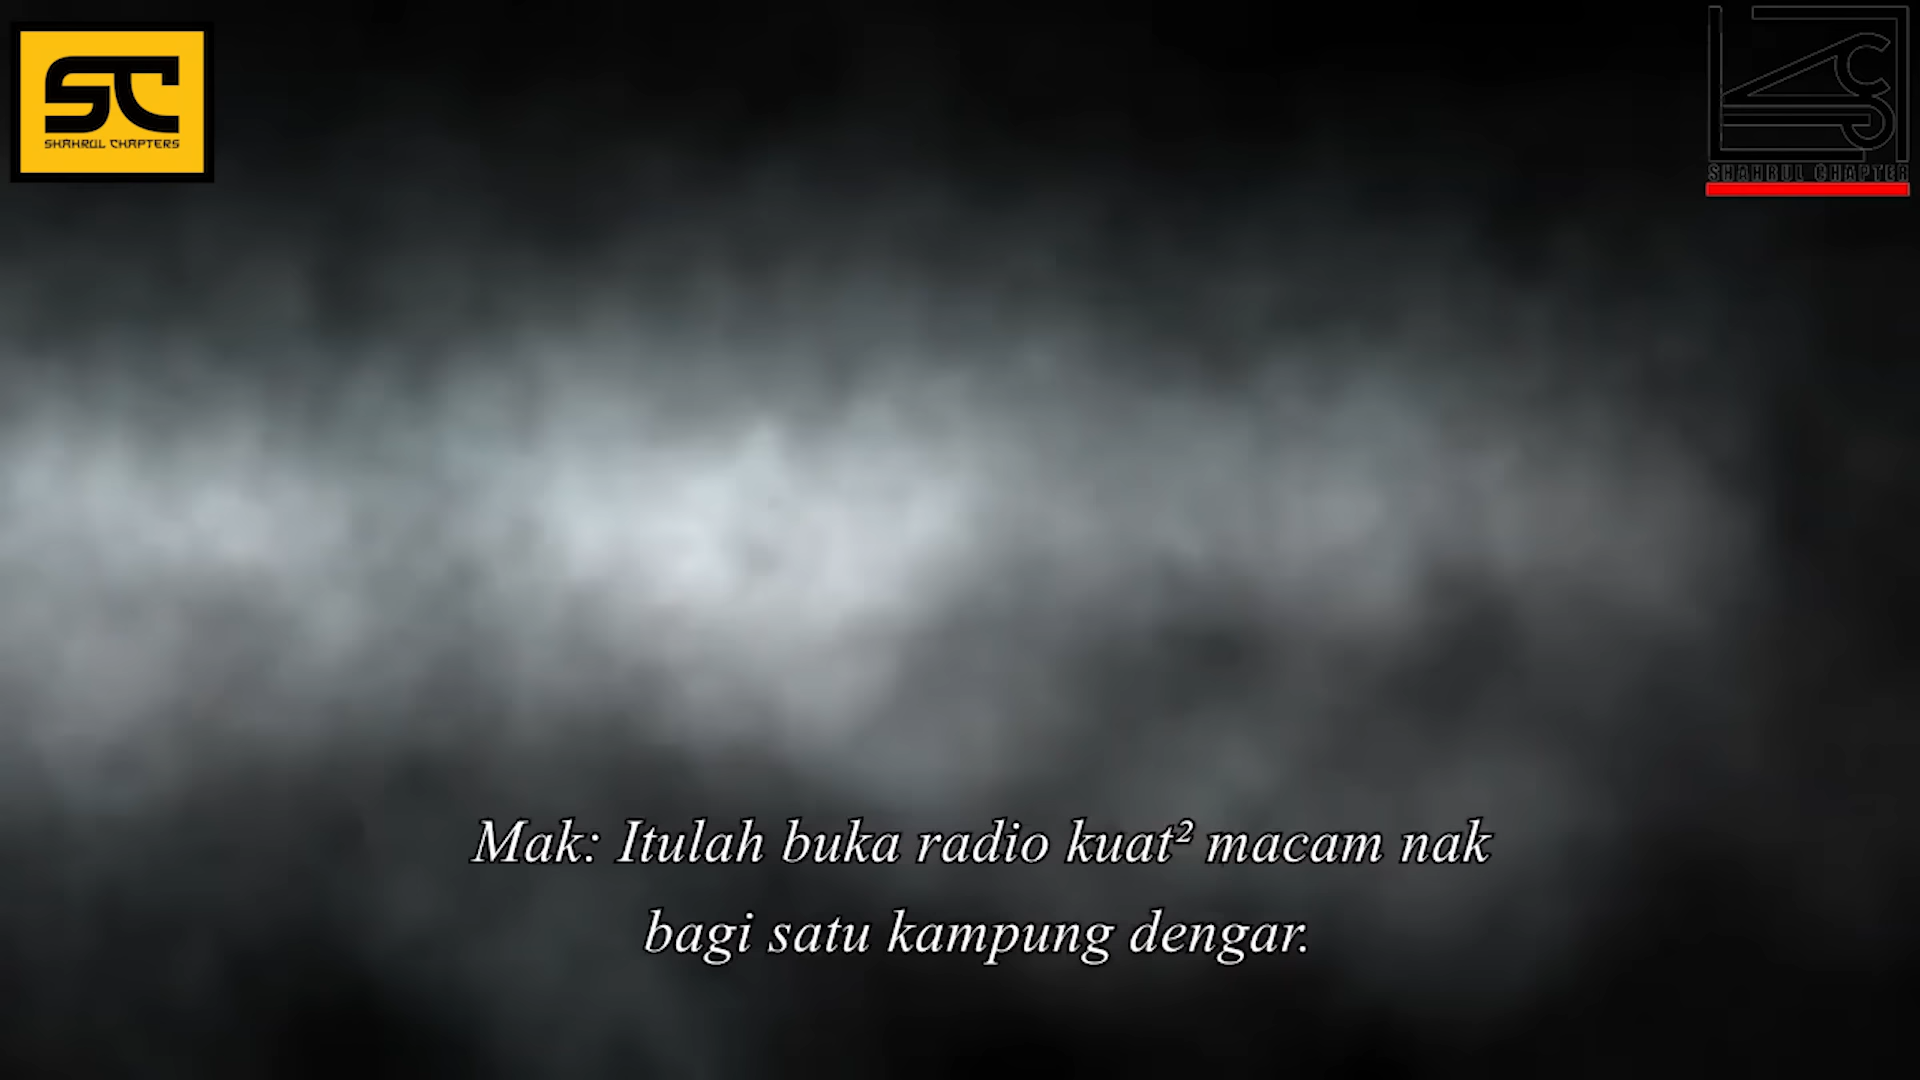 SC
SHAHRUL CHAPTERS
SHAHRUL CHAPTER
Mak: Itulah buka radio kuat² macam nak
bagi satu kampung dengar.